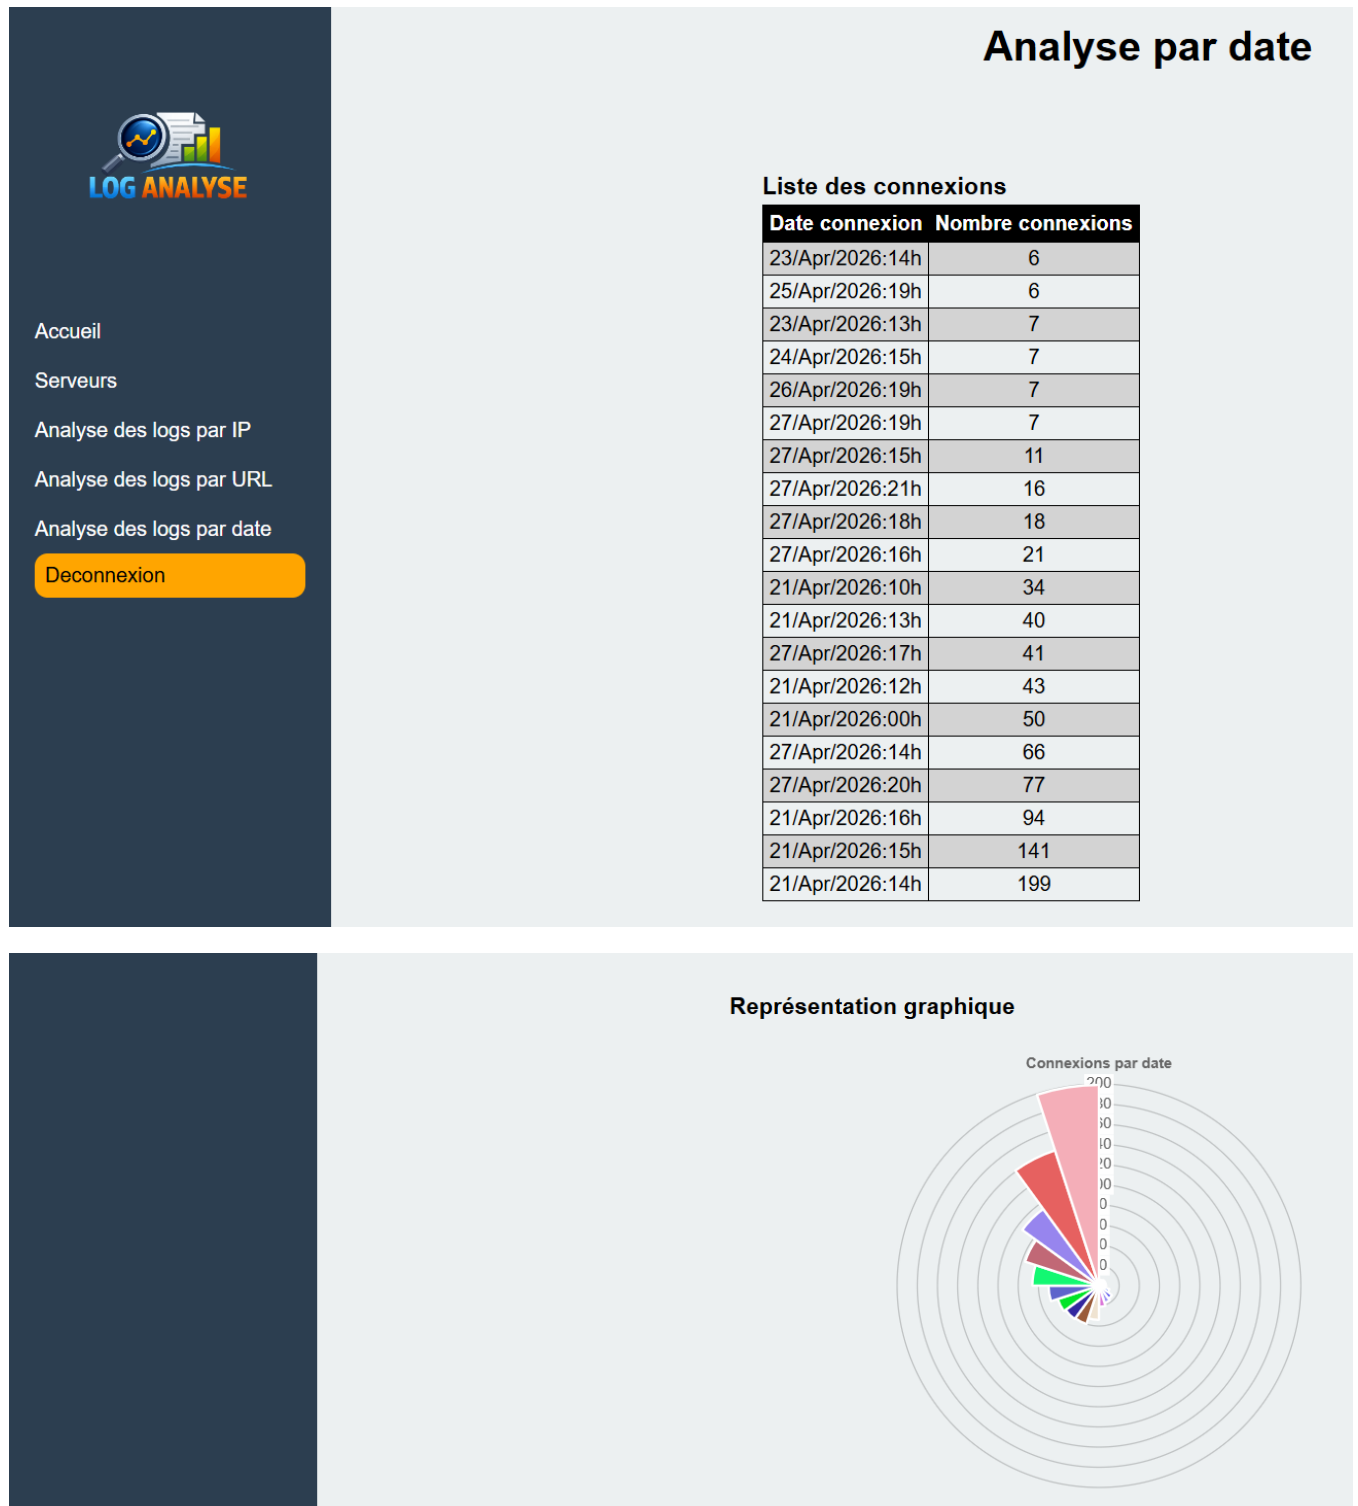 Analyse par date
LOG ANALYSE
Accueil
Serveurs
Analyse des logs par IP
Analyse des logs par URL
Analyse des logs par date
Deconnexion
Liste des connexions
Date connexion Nombre connexions
23/Apr/2026:14h 6
25/Apr/2026:19h 6
23/Apr/2026:13h 7
24/Apr/2026:15h 7
26/Apr/2026:19h 7
27/Apr/2026:19h 7
27/Apr/2026:15h 11
27/Apr/2026:21h 16
27/Apr/2026:18h 18
27/Apr/2026:16h 21
21/Apr/2026:10h 34
21/Apr/2026:13h 40
27/Apr/2026:17h 41
21/Apr/2026:12h 43
21/Apr/2026:00h 50
27/Apr/2026:14h 66
27/Apr/2026:20h 77
21/Apr/2026:16h 94
21/Apr/2026:15h 141
21/Apr/2026:14h 199
Représentation graphique
Connexions par date
200